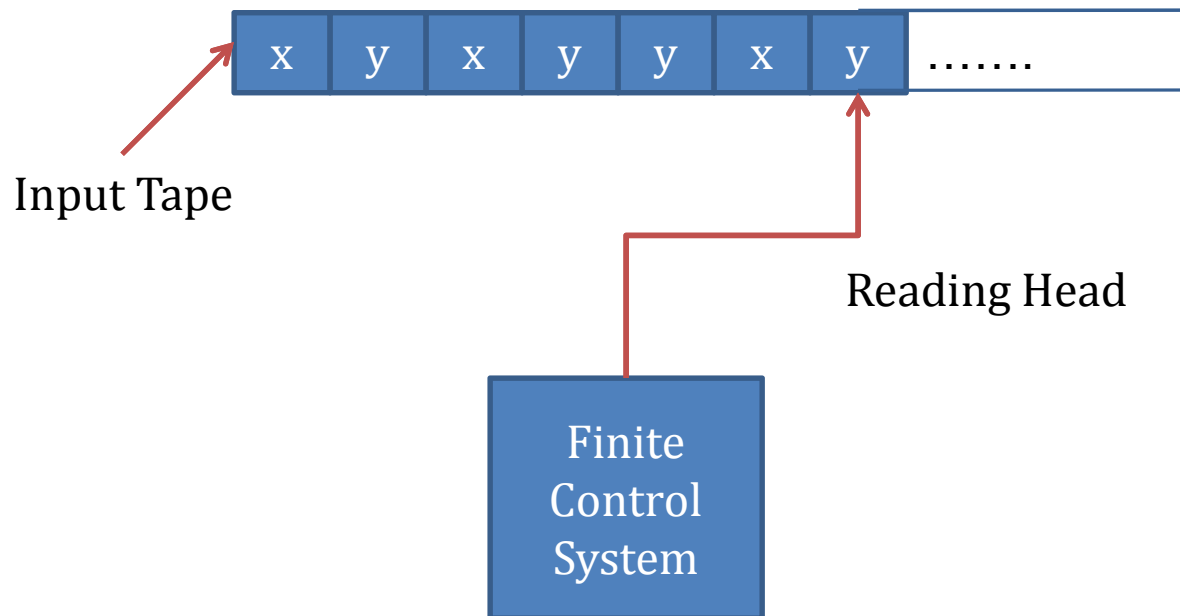 x y x y y x y .......
Input Tape
Reading Head
Finite
Control
System